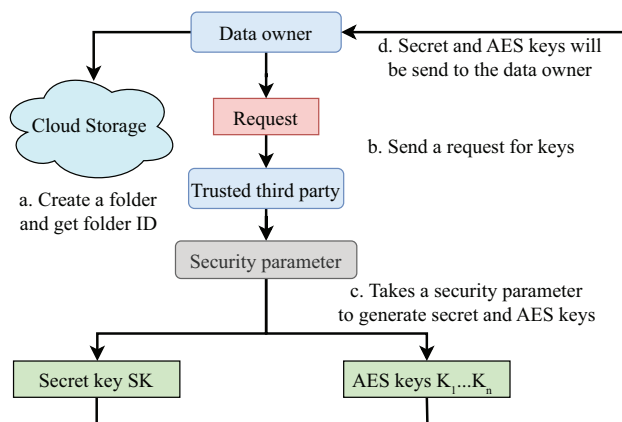 Data owner
d. Secret and AES keys will
be send to the data owner
Cloud Storage
Request
b. Send a request for keys
a. Create a folder
and get folder ID
Trusted third party
Security parameter
c. Takes a security parameter
to generate secret and AES keys
Secret key SK
AES keys K₁...Kₙ